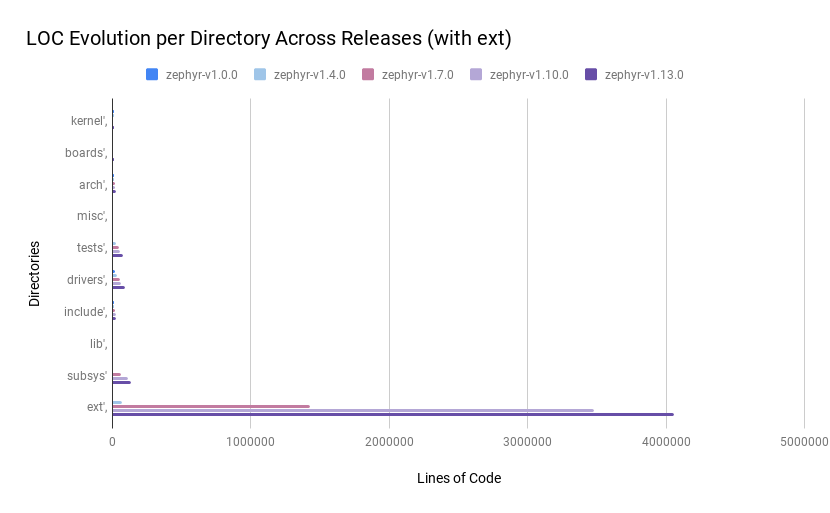 LOC Evolution per Directory Across Releases (with ext)
zephyr-v1.0.0 zephyr-v1.4.0 zephyr-v1.7.0 zephyr-v1.10.0 zephyr-v1.13.0
kernel',
boards',
arch',
misc',
tests',
drivers',
include',
lib',
subsys'
ext',
Directories
0 1000000 2000000 3000000 4000000 5000000
Lines of Code